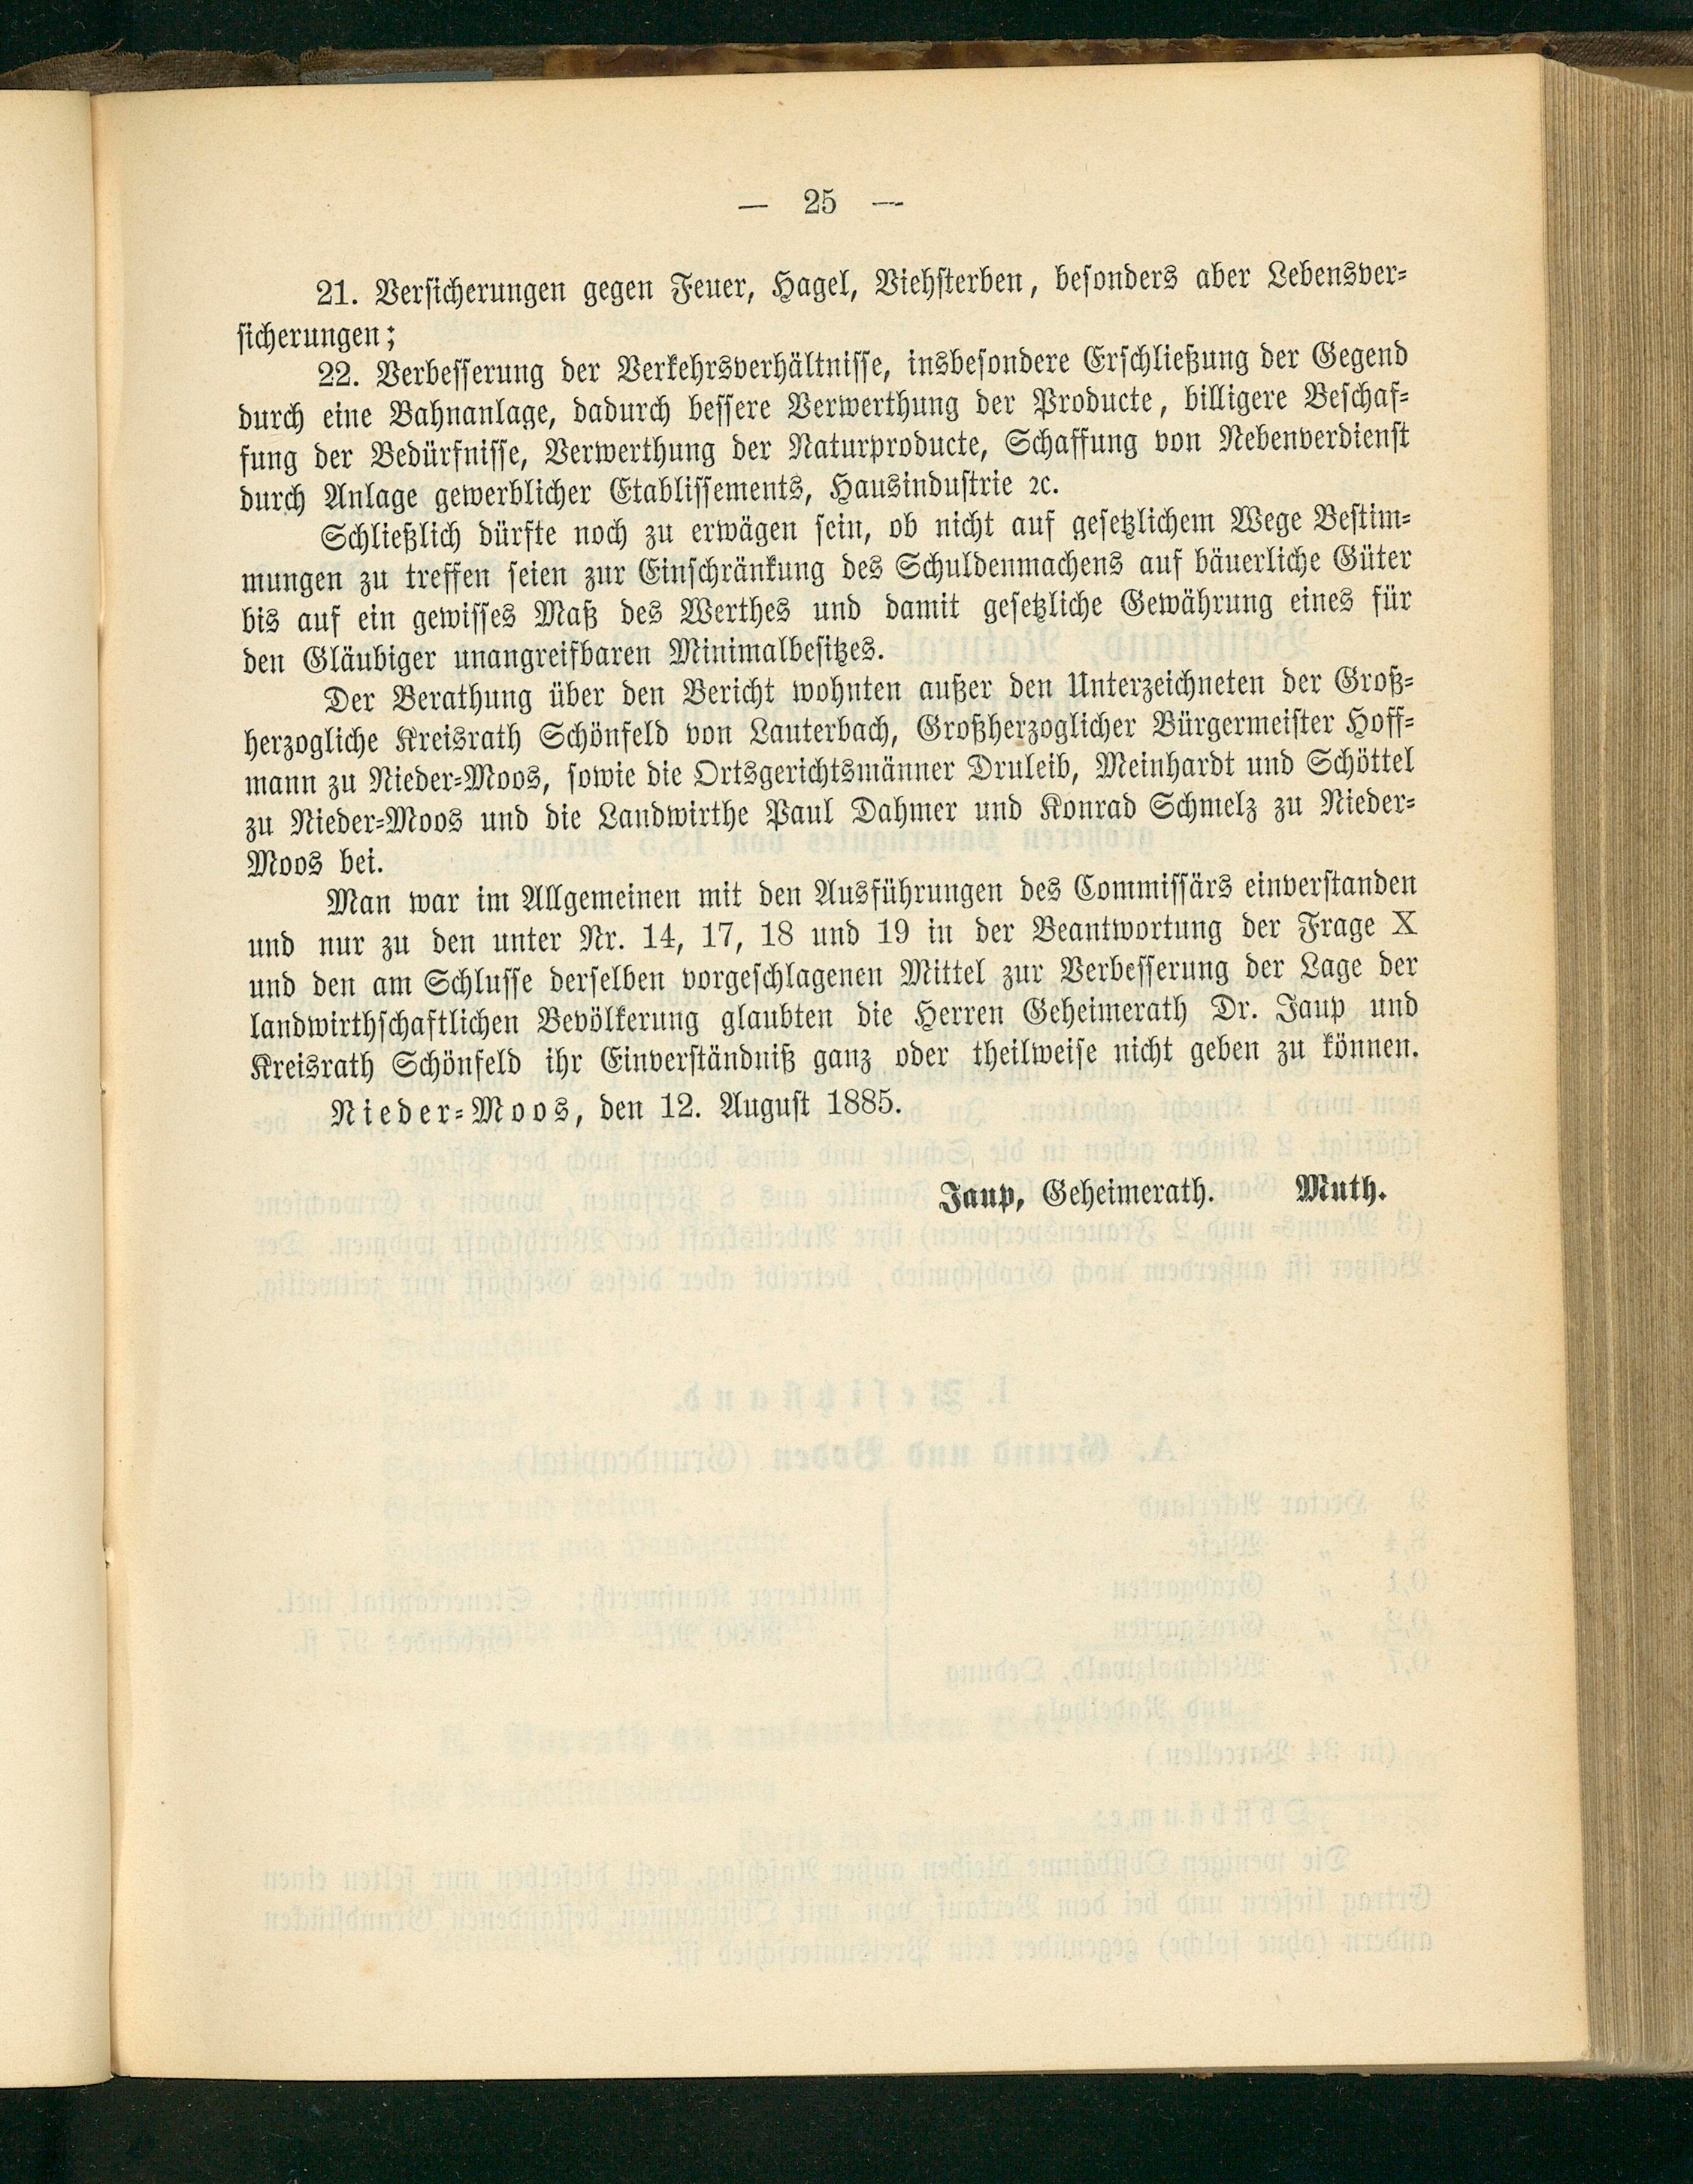 — 25 —
21. Versicherungen gegen Feuer, Hagel, Viehsterben, besonders aber Lebensver-
sicherungen;
22. Verbesserung der Verkehrsverhältnisse, insbesondere Erschließung der Gegend
durch eine Bahnanlage, dadurch bessere Verwerthung der Producte, billigere Beschaf-
fung der Bedürfnisse, Verwerthung der Naturproducte, Schaffung von Nebenverdienst
durch Anlage gewerblicher Etablissements, Hausindustrie ꝛc.
Schließlich dürfte noch zu erwägen sein, ob nicht auf gesetzlichem Wege Bestim-
mungen zu treffen seien zur Einschränkung des Schuldenmachens auf bäuerliche Güter
bis auf ein gewisses Maß des Werthes und damit gesetzliche Gewährung eines für
den Gläubiger unangreifbaren Minimalbesitzes.
Der Berathung über den Bericht wohnten außer den Unterzeichneten der Groß-
herzogliche Kreisrath Schönfeld von Lauterbach, Großherzoglicher Bürgermeister Hoff-
mann zu Nieder-Moos, sowie die Ortsgerichtsmänner Druleib, Meinhardt und Schöttel
zu Nieder-Moos und die Landwirthe Paul Dahmer und Konrad Schmelz zu Nieder-
Moos bei.
Man war im Allgemeinen mit den Ausführungen des Commissärs einverstanden
und nur zu den unter Nr. 14, 17, 18 und 19 in der Beantwortung der Frage X
und den am Schlusse derselben vorgeschlagenen Mittel zur Verbesserung der Lage der
landwirthschaftlichen Bevölkerung glaubten die Herren Geheimerath Dr. Jaup und
Kreisrath Schönfeld ihr Einverständniß ganz oder theilweise nicht geben zu können.
Nieder-Moos, den 12. August 1885.
Jaup, Geheimerath. Muth.